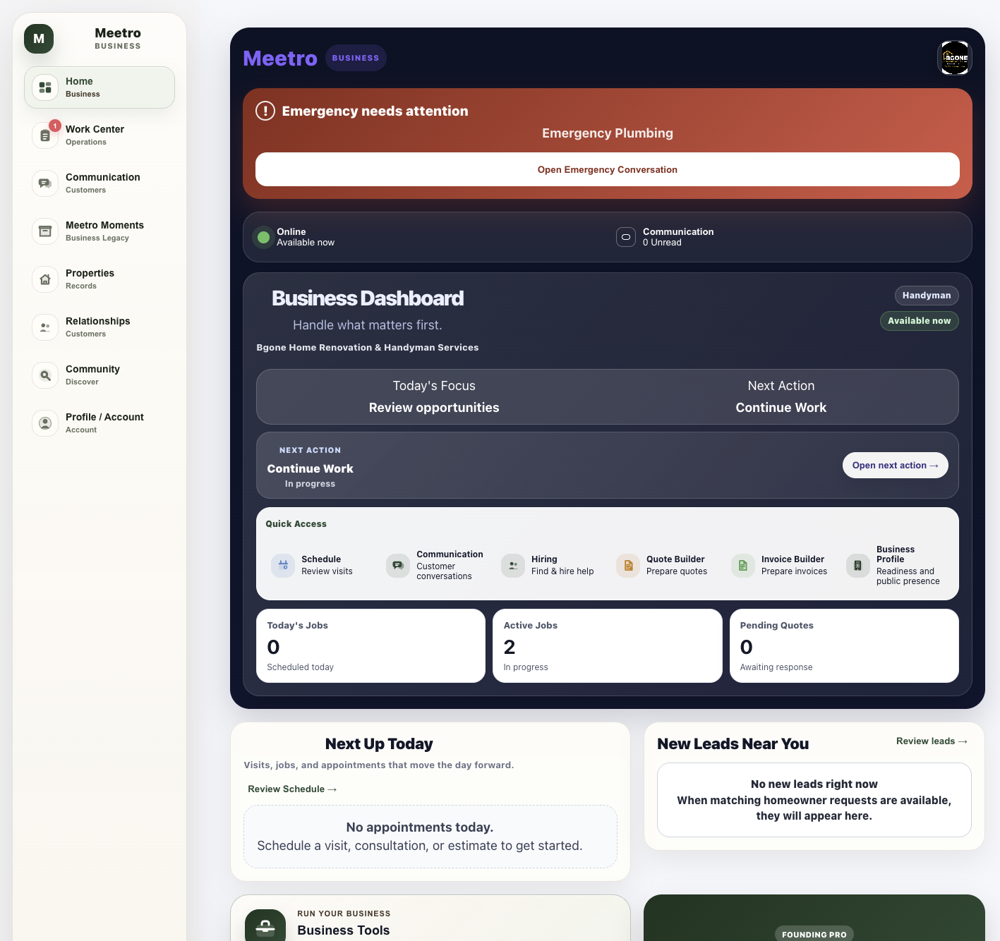 M
Meetro
BUSINESS
Home
Business
1
Work Center
Operations
Communication
Customers
Meetro Moments
Business Legacy
Properties
Records
Relationships
Customers
Community
Discover
Profile / Account
Account
Meetro
BUSINESS
BGONE
Emergency needs attention
Emergency Plumbing
Open Emergency Conversation
Online
Available now
Communication
0 Unread
Business Dashboard
Handle what matters first.
Bgone Home Renovation & Handyman Services
Handyman
Available now
Today's Focus
Review opportunities
Next Action
Continue Work
NEXT ACTION
Continue Work
In progress
Open next action →
Quick Access
Schedule
Review visits
Communication
Customer
conversations
Hiring
Find & hire help
Quote Builder
Prepare quotes
Invoice Builder
Prepare invoices
Business
Profile
Readiness and
public presence
Today's Jobs
0
Scheduled today
Active Jobs
2
In progress
Pending Quotes
0
Awaiting response
Next Up Today
Visits, jobs, and appointments that move the day forward.
Review Schedule →
No appointments today.
Schedule a visit, consultation, or estimate to get started.
New Leads Near You
Review leads →
No new leads right now
When matching homeowner requests are available,
they will appear here.
RUN YOUR BUSINESS
Business Tools
FOUNDING PRO